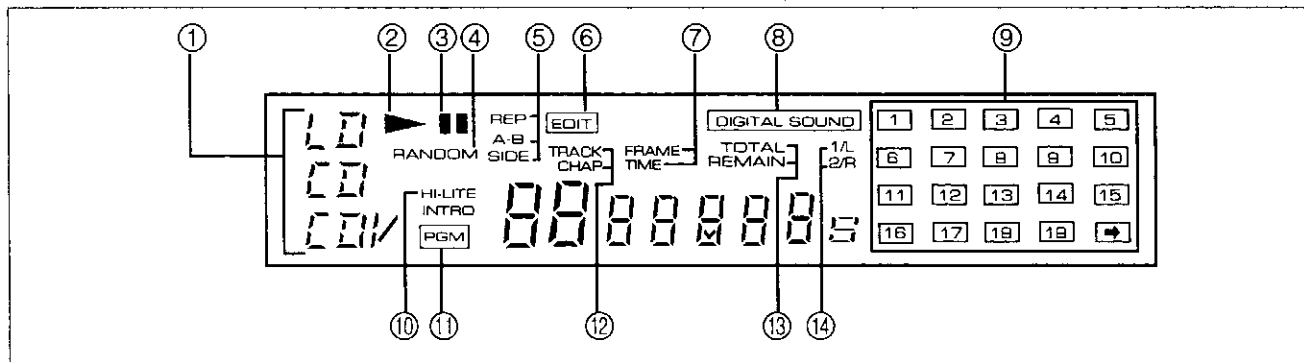 ① ② ③ ④ ⑤ ⑥ ⑦ ⑧ ⑨
LD
CD
CDV
REP
A-B
SIDE
RANDOM
EDIT
TRACK
CHAP
FRAME
TIME
DIGITAL SOUND
TOTAL
REMAIN
1/L
2/R
HI-LITE
INTRO
PGM
88 88888 S
1 2 3 4 5
6 7 8 9 10
11 12 13 14 15
16 17 18 19 ➡
⑩ ⑪ ⑫ ⑬ ⑭